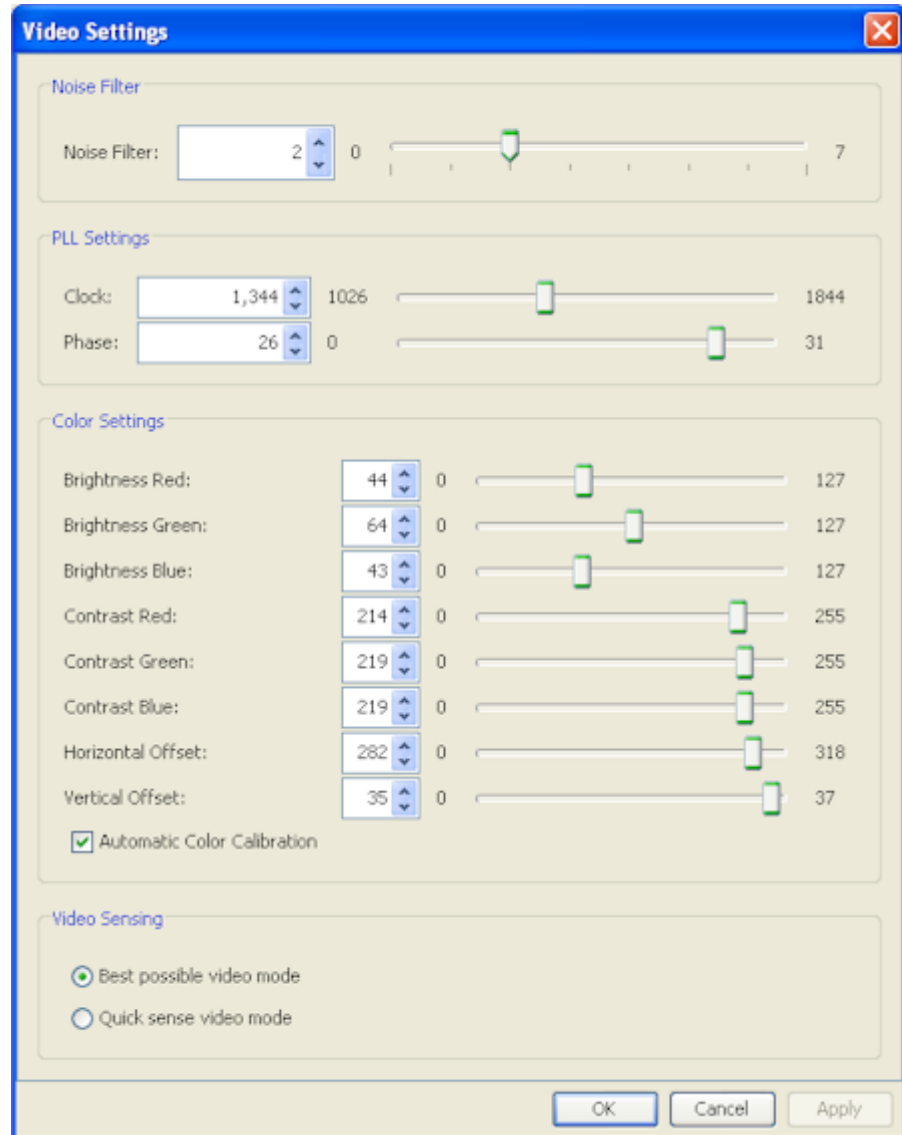 Video Settings
Noise Filter
Noise Filter: 2 0 7
PLL Settings
Clock: 1,344 1026 1844
Phase: 26 0 31
Color Settings
Brightness Red: 44 0 127
Brightness Green: 64 0 127
Brightness Blue: 43 0 127
Contrast Red: 214 0 255
Contrast Green: 219 0 255
Contrast Blue: 219 0 255
Horizontal Offset: 282 0 318
Vertical Offset: 35 0 37
Automatic Color Calibration
Video Sensing
Best possible video mode
Quick sense video mode
OK Cancel Apply